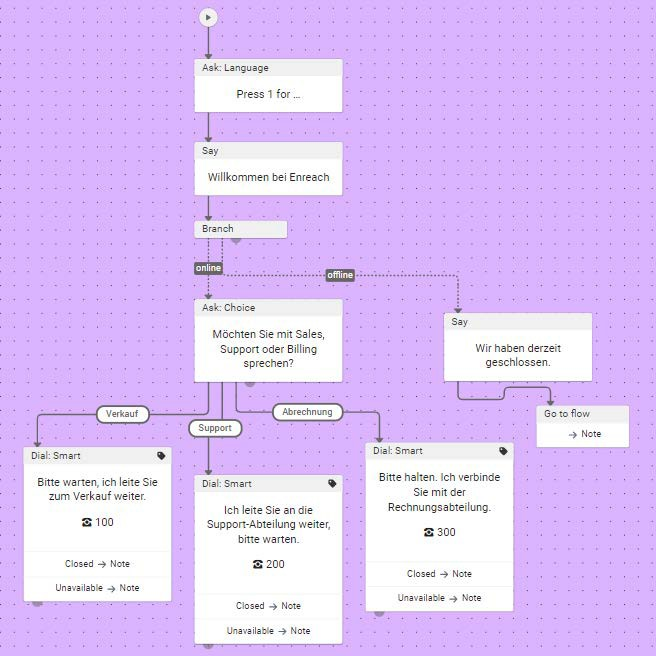 Ask: Language
Press 1 for ...
Say
Willkommen bei Enreach
Branch
online
offline
Ask: Choice
Möchten Sie mit Sales,
Support oder Billing
sprechen?
Say
Wir haben derzeit
geschlossen.
Go to flow
→ Note
Verkauf
Support
Abrechnung
Dial: Smart
Bitte warten, ich leite Sie
zum Verkauf weiter.
100
Closed → Note
Unavailable → Note
Dial: Smart
Ich leite Sie an die
Support-Abteilung weiter,
bitte warten.
200
Closed → Note
Unavailable → Note
Dial: Smart
Bitte halten. Ich verbinde
Sie mit der
Rechnungsabteilung.
300
Closed → Note
Unavailable → Note